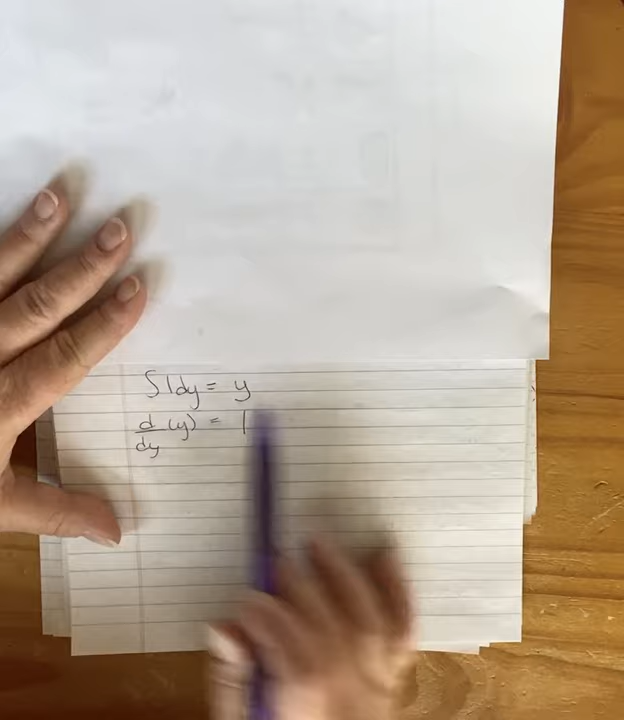 ∫1dy = y
d/dy (y) = 1